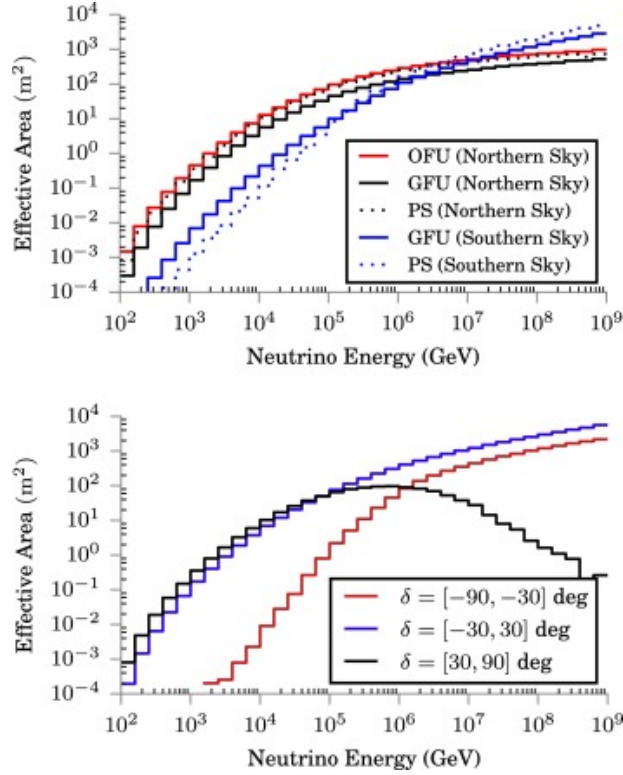 10^4
10^3
10^2
10^1
10^0
10^-1
10^-2
10^-3
10^-4
Effective Area (m^2)
OFU (Northern Sky)
GFU (Northern Sky)
PS (Northern Sky)
GFU (Southern Sky)
PS (Southern Sky)
10^2 10^3 10^4 10^5 10^6 10^7 10^8 10^9
Neutrino Energy (GeV)
10^4
10^3
10^2
10^1
10^0
10^-1
10^-2
10^-3
10^-4
Effective Area (m^2)
δ = [−90, −30] deg
δ = [−30, 30] deg
δ = [30, 90] deg
10^2 10^3 10^4 10^5 10^6 10^7 10^8 10^9
Neutrino Energy (GeV)